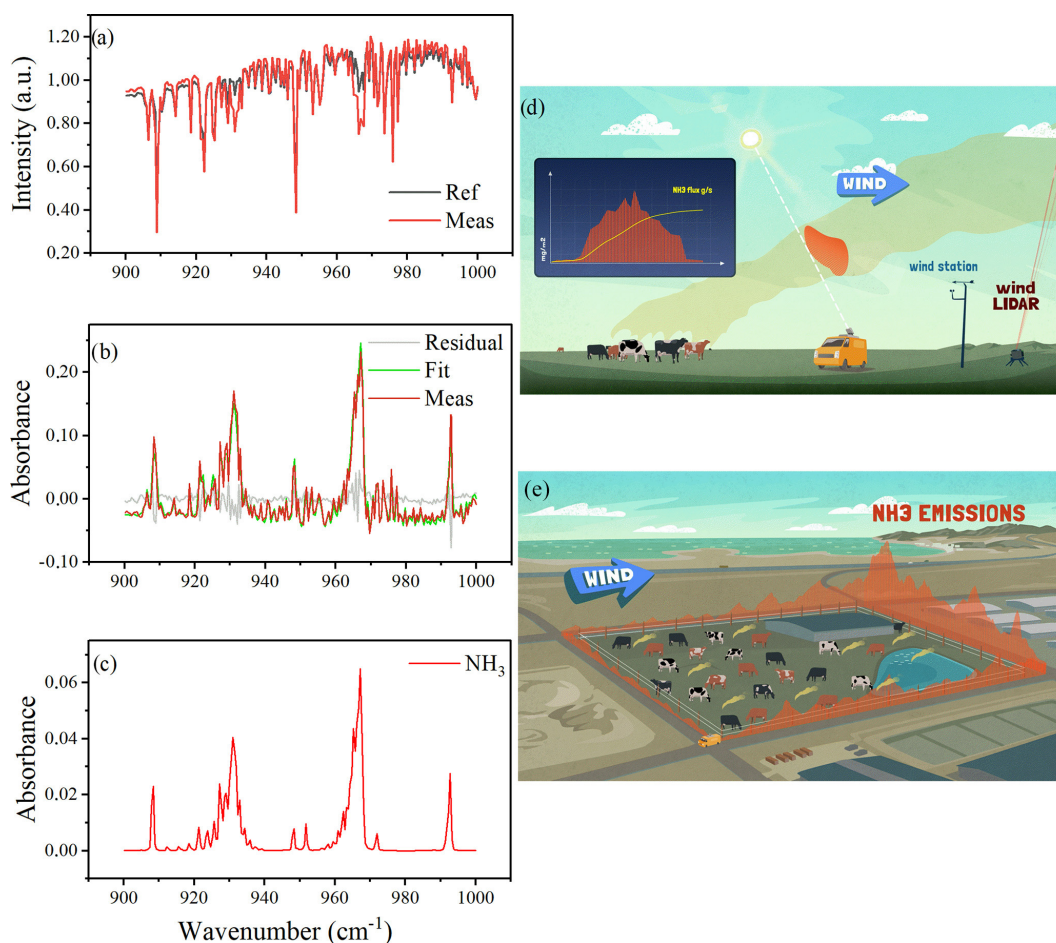 (a)
Intensity (a.u.)
1.20
1.00
0.80
0.60
0.40
0.20
Ref
Meas
900 920 940 960 980 1000
(b)
Absorbance
0.20
0.10
0.00
-0.10
Residual
Fit
Meas
900 920 940 960 980 1000
(c)
Absorbance
0,06
0,04
0,02
0,00
NH3
900 920 940 960 980 1000
Wavenumber (cm-1)
(d)
mg/m2
NH3 flux g/s
WIND
wind station
wind
LIDAR
(e)
NH3 EMISSIONS
WIND